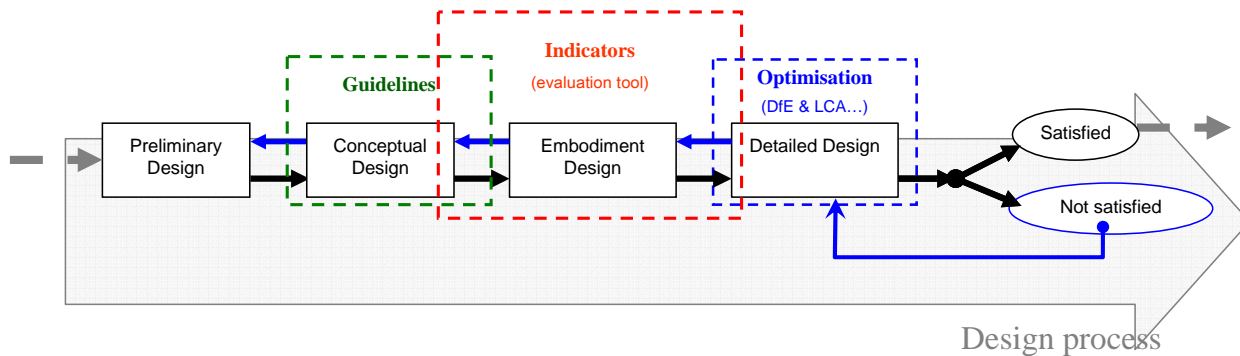 Indicators
(evaluation tool)
Guidelines
Optimisation
(DfE & LCA…)
Preliminary
Design
Conceptual
Design
Embodiment
Design
Detailed Design
Satisfied
Not satisfied
Design process